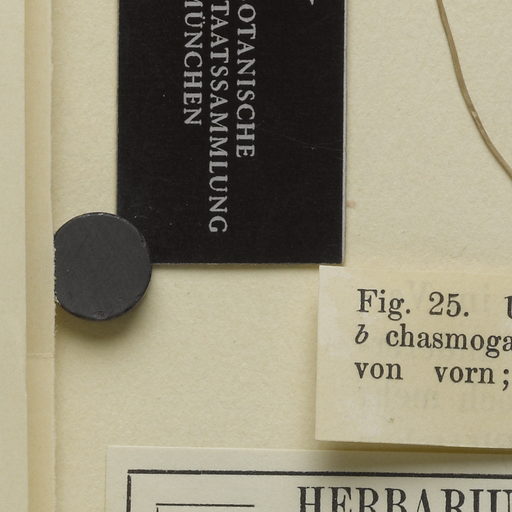 OTANISCHE
TAATSSAMMLUNG
MÜNCHEN
Fig. 25.
b chasmoga
von vorn;
HERBARIU